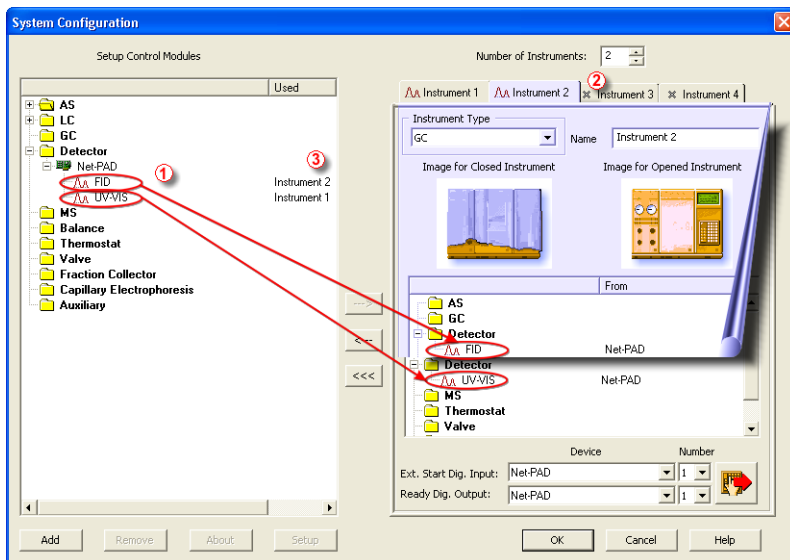 System Configuration
Setup Control Modules
Number of Instruments: 2
Used
AS
LC
GC
Detector
Net-PAD
1
3
FID Instrument 2
UV-VIS Instrument 1
MS
Balance
Thermostat
Valve
Fraction Collector
Capillary Electrophoresis
Auxiliary
--->
<---
<<<
2
Instrument 1 Instrument 2 Instrument 3 Instrument 4
Instrument Type
GC Name Instrument 2
Image for Closed Instrument Image for Opened Instrument
From
AS
GC
Detector
FID Net-PAD
Detector
UV-VIS Net-PAD
MS
Thermostat
Valve
Device Number
Ext. Start Dig. Input: Net-PAD 1
Ready Dig. Output: Net-PAD 1
Add Remove About Setup OK Cancel Help